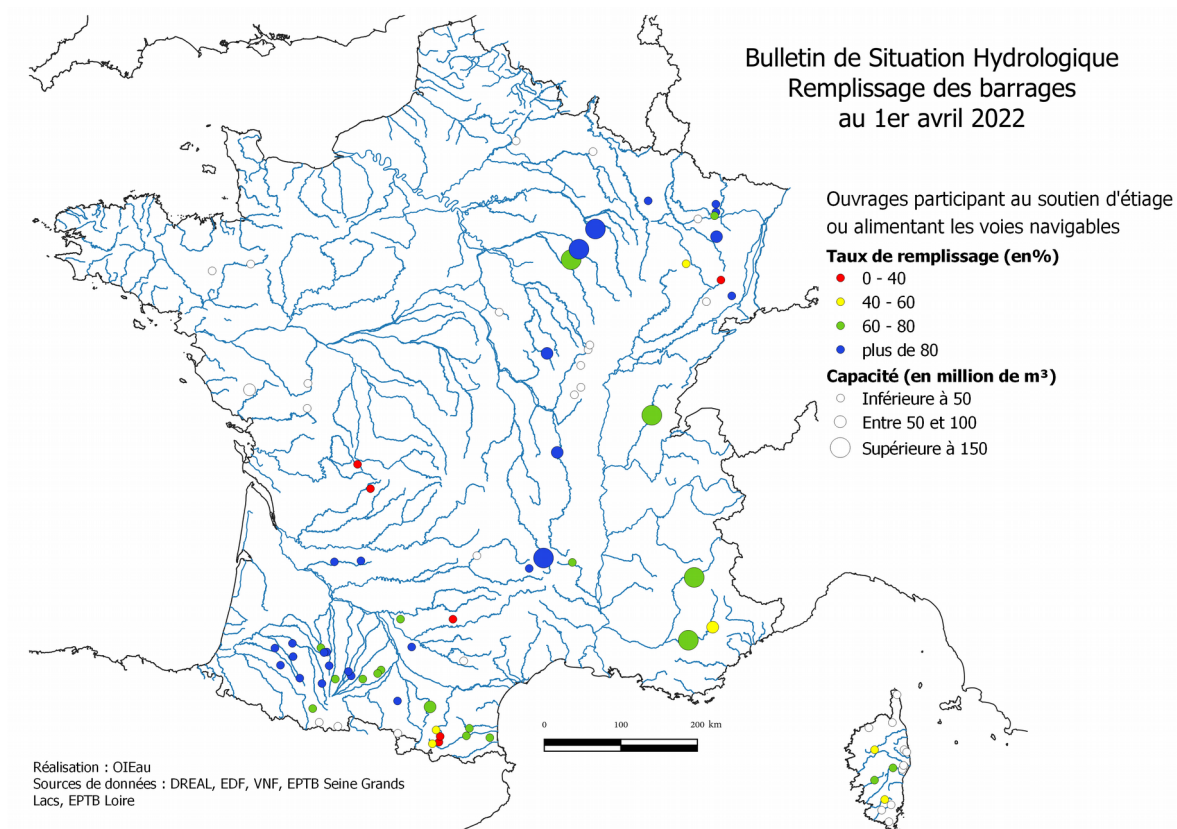 Bulletin de Situation Hydrologique
Remplissage des barrages
au 1er avril 2022
Ouvrages participant au soutien d'étiage
ou alimentant les voies navigables
Taux de remplissage (en%)
0 - 40
40 - 60
60 - 80
plus de 80
Capacité (en million de m³)
Inférieure à 50
Entre 50 et 100
Supérieure à 150
0 100 200 km
Réalisation : OIEau
Sources de données : DREAL, EDF, VNF, EPTB Seine Grands
Lacs, EPTB Loire